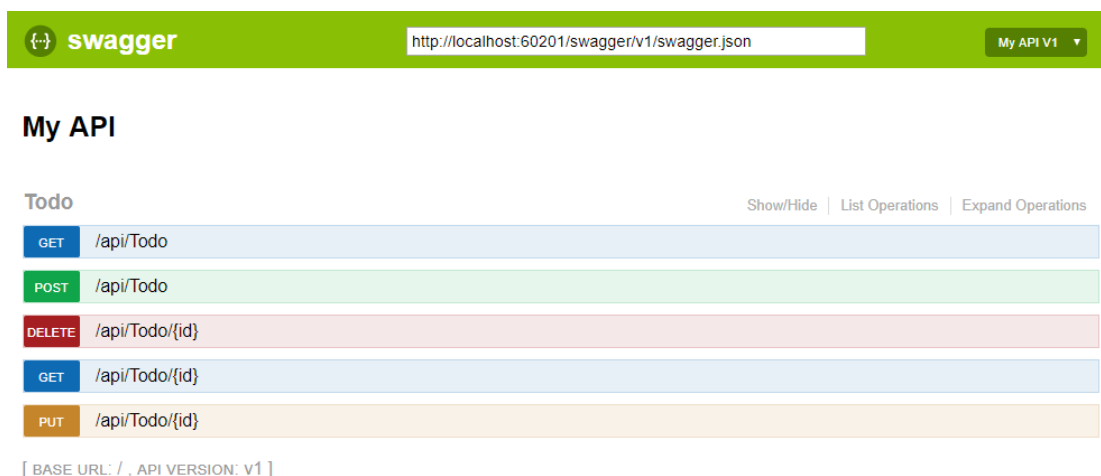 {··} swagger http://localhost:60201/swagger/v1/swagger.json My API V1 ▼
My API
Todo Show/Hide List Operations Expand Operations
GET /api/Todo
POST /api/Todo
DELETE /api/Todo/{id}
GET /api/Todo/{id}
PUT /api/Todo/{id}
[ BASE URL: / , API VERSION: V1 ]